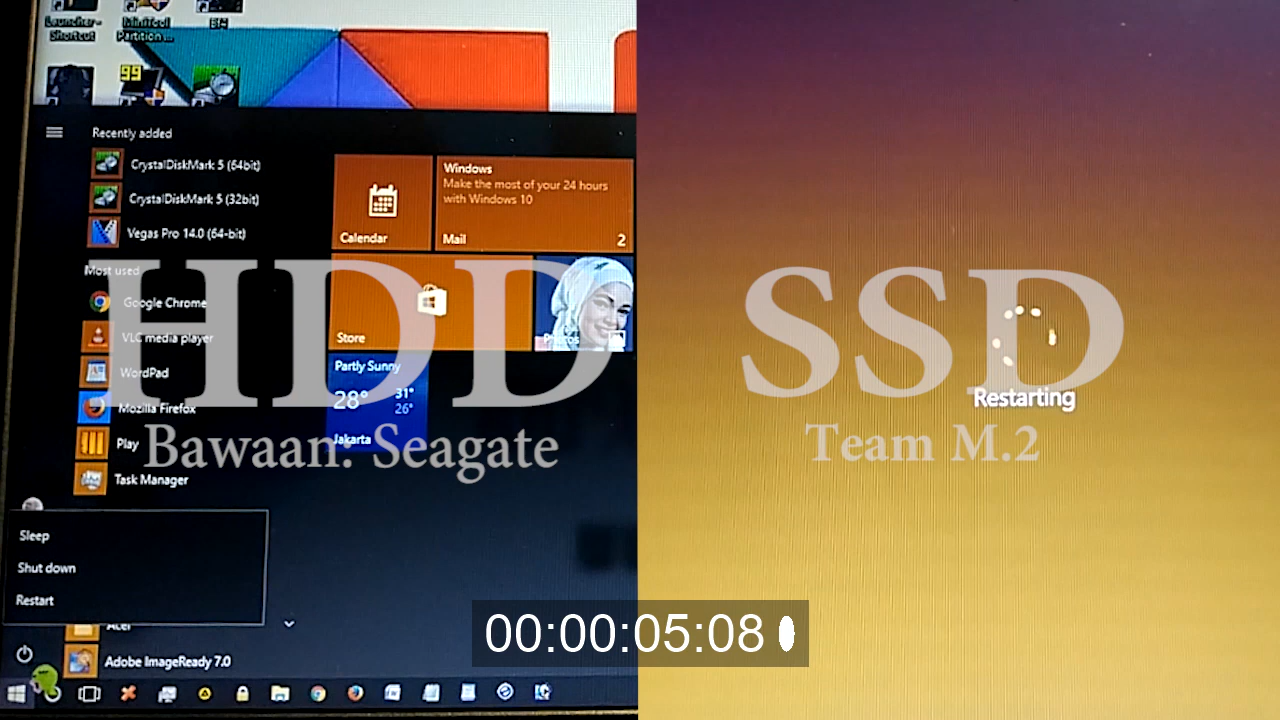 Launcher-
Shortcut
MiniTool
Partition ...
99
Recently added
CrystalDiskMark 5 (64bit)
CrystalDiskMark 5 (32bit)
Vegas Pro 14.0 (64-bit)
Most used
Google Chrome
VLC media player
WordPad
Mozilla Firefox
Play
Task Manager
Calendar
Windows
Make the most of your 24 hours
with Windows 10
Mail 2
Store
Photos
Partly Sunny
28° 31°
26°
Jakarta
HDD
Bawaan: Seagate
Sleep
Shut down
Restart
Acer
Adobe ImageReady 7.0
SSD
Restarting
Team M.2
00:00:05:08